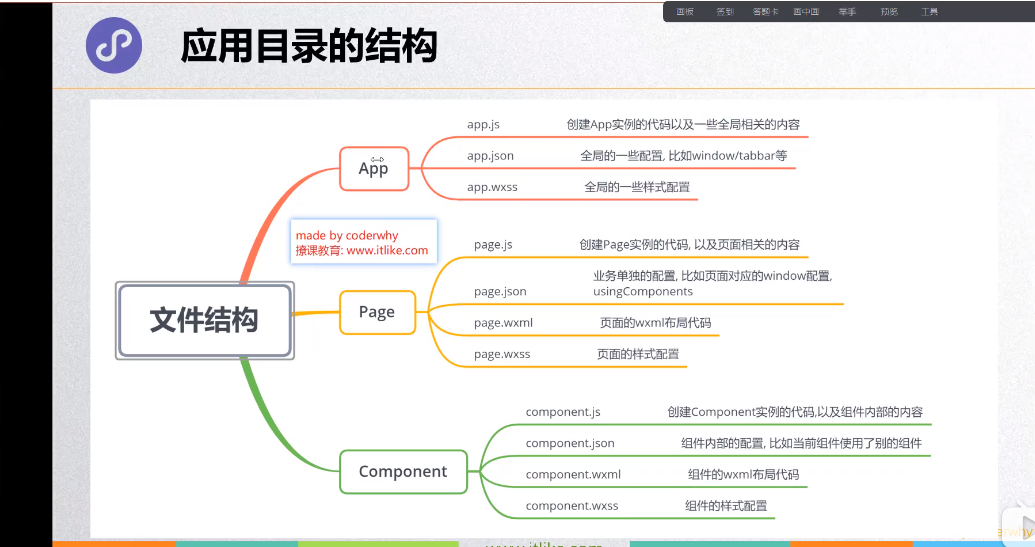 画板 签到 答题卡 画中画 举手 预览 工具
应用目录的结构
app.js 创建App实例的代码以及一些全局相关的内容
app.json 全局的一些配置, 比如window/tabbar等
App
app.wxss 全局的一些样式配置
made by coderwhy
撩课教育: www.itlike.com
page.js 创建Page实例的代码, 以及页面相关的内容
业务单独的配置, 比如页面对应的window配置,
page.json usingComponents
文件结构
Page
page.wxml 页面的wxml布局代码
page.wxss 页面的样式配置
component.js 创建Component实例的代码,以及组件内部的内容
component.json 组件内部的配置, 比如当前组件使用了别的组件
Component
component.wxml 组件的wxml布局代码
component.wxss 组件的样式配置
erwhy
www.itlike.com